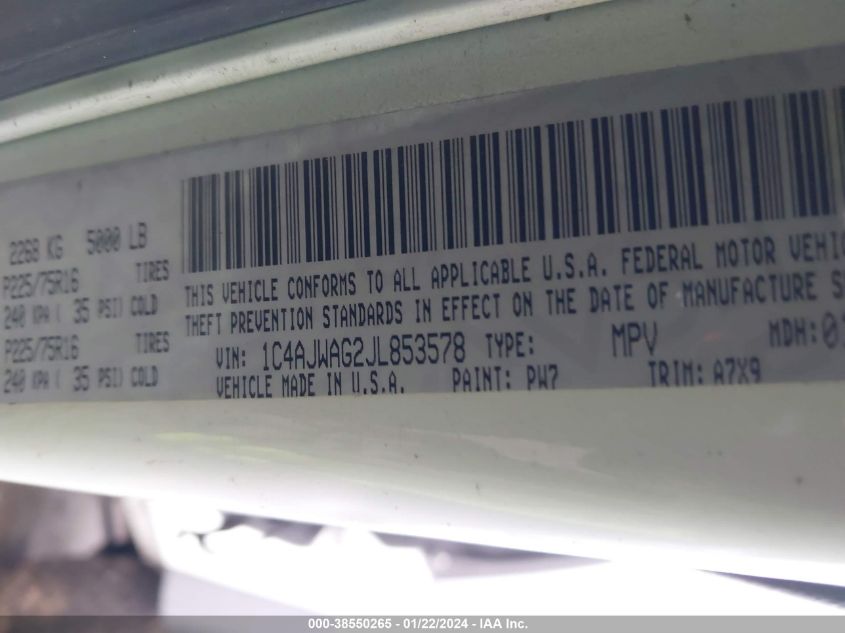 2268 KG 5000 LB
P225/75R16 TIRES
240 KPA ( 35 PSI) COLD
P225/75R16 TIRES
240 KPA ( 35 PSI) COLD
THIS VEHICLE CONFORMS TO ALL APPLICABLE U.S.A. FEDERAL MOTOR
THEFT PREVENTION STANDARDS IN EFFECT ON THE DATE OF MANUFACTURE
VIN: 1C4AJWAG2JL853578 TYPE: MPV MDH:
VEHICLE MADE IN U.S.A. PAINT: PW7 TRIM: A7X9
000-38550265 - 01/22/2024 - IAA Inc.